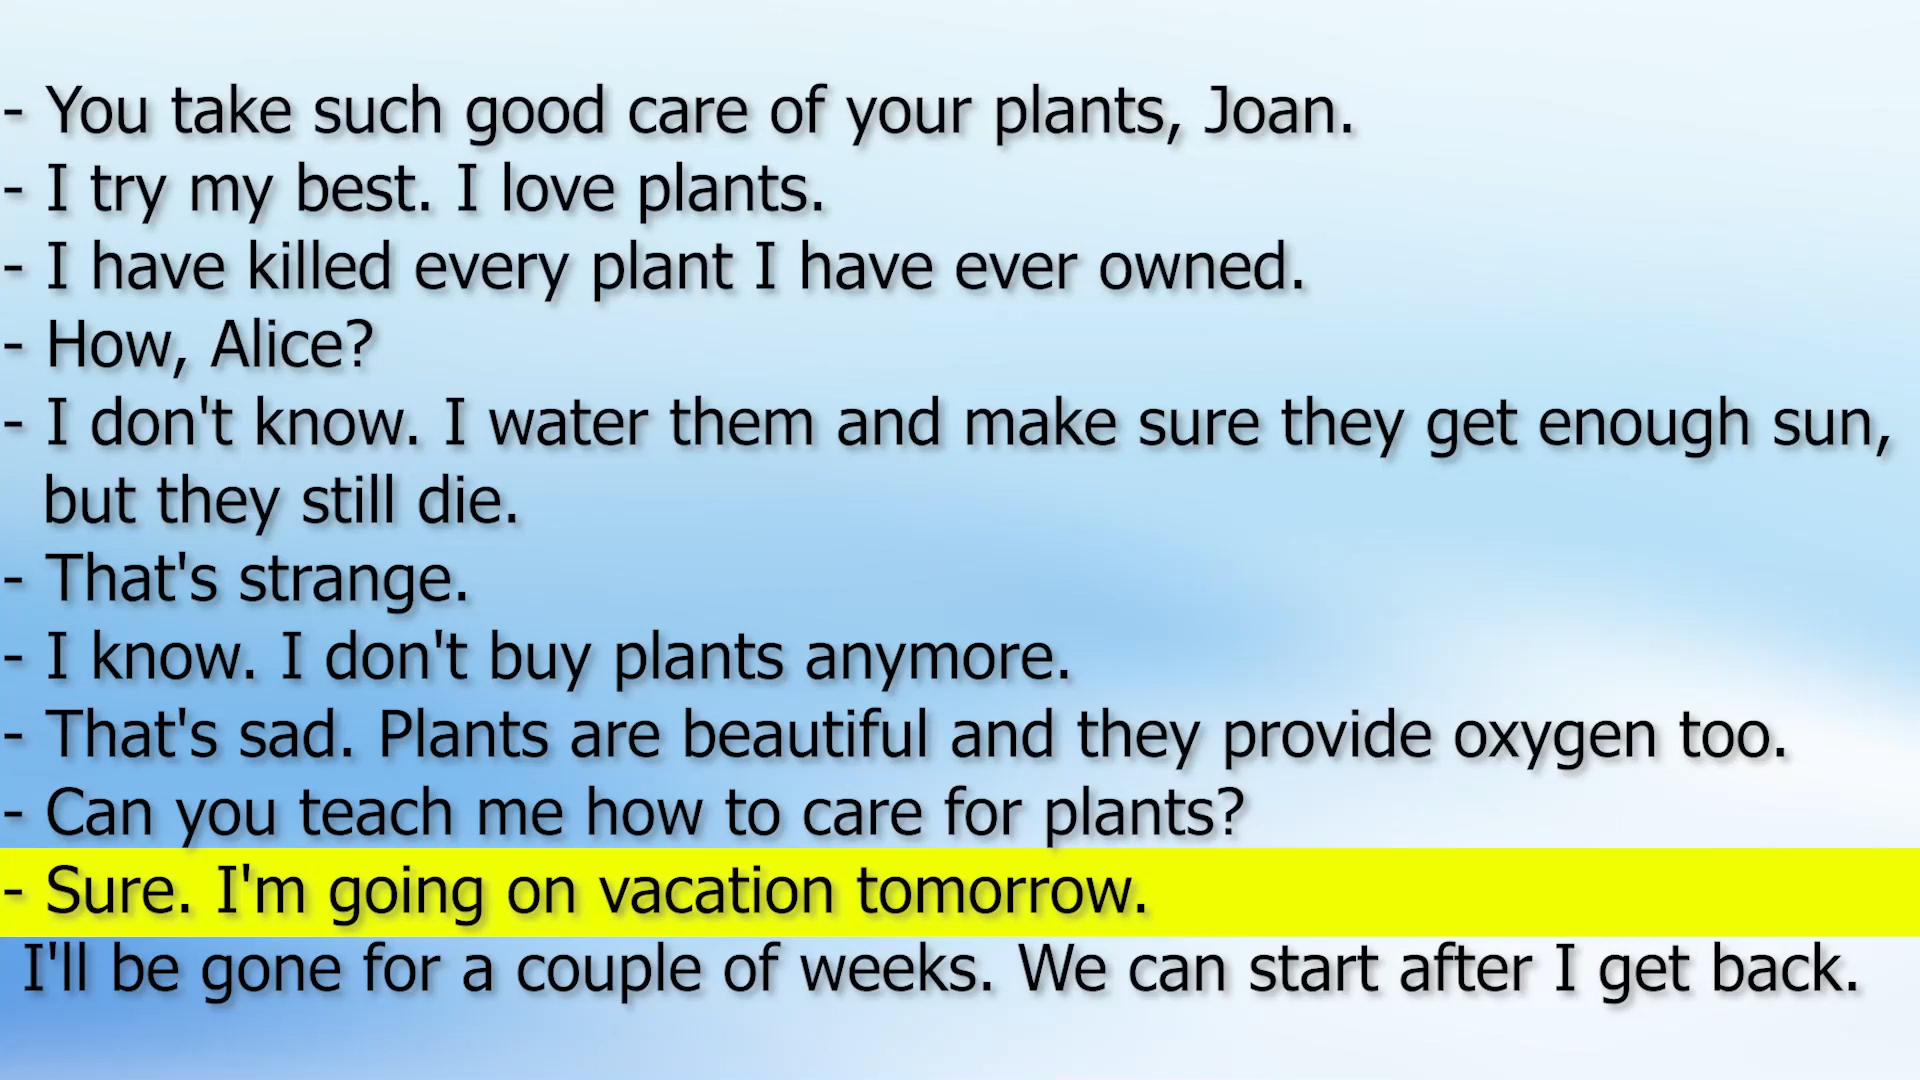 - You take such good care of your plants, Joan.
- I try my best. I love plants.
- I have killed every plant I have ever owned.
- How, Alice?
- I don't know. I water them and make sure they get enough sun,
but they still die.
- That's strange.
- I know. I don't buy plants anymore.
- That's sad. Plants are beautiful and they provide oxygen too.
- Can you teach me how to care for plants?
- Sure. I'm going on vacation tomorrow.
I'll be gone for a couple of weeks. We can start after I get back.